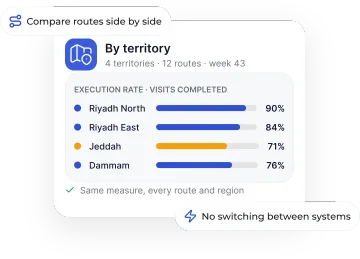 Compare routes side by side
By territory
4 territories · 12 routes · week 43
EXECUTION RATE · VISITS COMPLETED
Riyadh North 90%
Riyadh East 84%
Jeddah 71%
Dammam 76%
Same measure, every route and region
No switching between systems